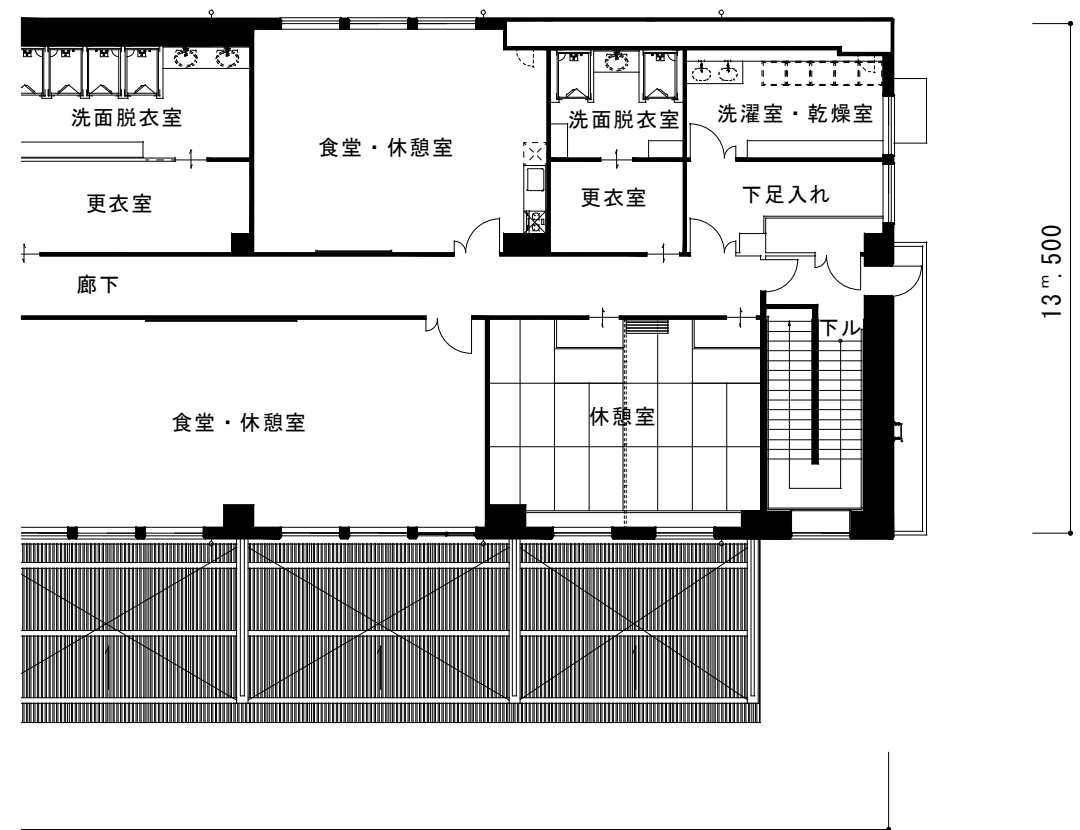 洗面脱衣室
食堂・休憩室
洗面脱衣室
洗濯室・乾燥室
更衣室
更衣室
下足入れ
廊下
下ル
食堂・休憩室
休憩室
13ᵐ.500